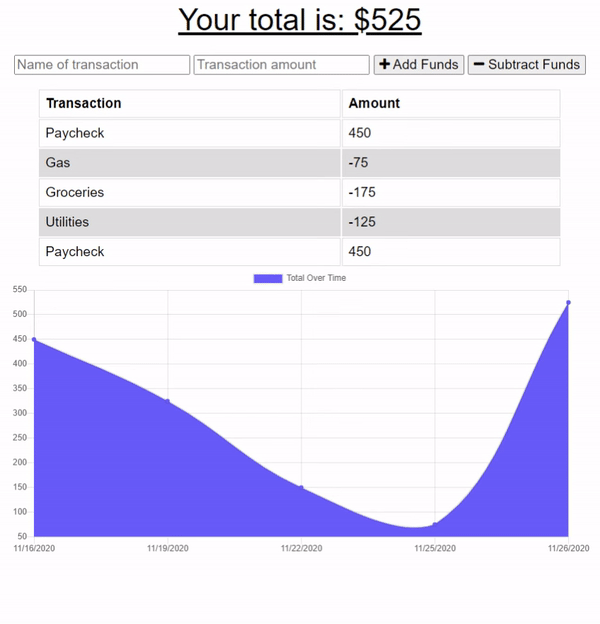 Your total is: $525
Name of transaction Transaction amount + Add Funds − Subtract Funds
Transaction Amount
Paycheck 450
Gas -75
Groceries -175
Utilities -125
Paycheck 450
Total Over Time
550
500
450
400
350
300
250
200
150
100
50
11/16/2020 11/19/2020 11/22/2020 11/25/2020 11/26/2020